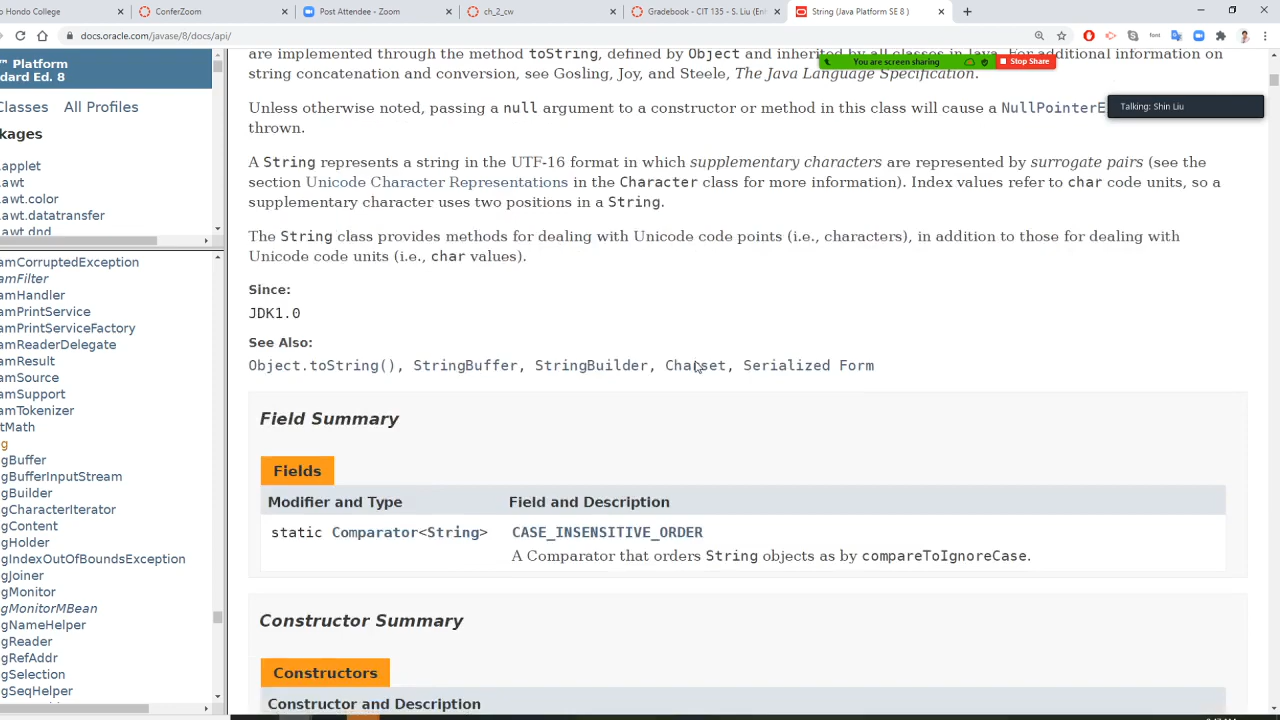 o Hondo College
ConferZoom
Post Attendee - Zoom
ch_2_cw
Gradebook - CIT 135 - S. Liu (Enh
String (Java Platform SE 8 )
docs.oracle.com/javase/8/docs/api/
™ Platform
dard Ed. 8
Classes All Profiles
kages
.applet
.awt
.awt.color
.awt.datatransfer
.awt.dnd
amCorruptedException
amFilter
amHandler
amPrintService
amPrintServiceFactory
amReaderDelegate
amResult
amSource
amSupport
amTokenizer
tMath
g
gBuffer
gBufferInputStream
gBuilder
gCharacterIterator
gContent
gHolder
gIndexOutOfBoundsException
gJoiner
gMonitor
gMonitorMBean
gNameHelper
gReader
gRefAddr
gSelection
gSeqHelper
You are screen sharing
Stop Share
Talking: Shin Liu
are implemented through the method toString, defined by Object and inherited by all classes in Java. For additional information on
string concatenation and conversion, see Gosling, Joy, and Steele, The Java Language Specification.
Unless otherwise noted, passing a null argument to a constructor or method in this class will cause a NullPointerE
thrown.
A String represents a string in the UTF-16 format in which supplementary characters are represented by surrogate pairs (see the
section Unicode Character Representations in the Character class for more information). Index values refer to char code units, so a
supplementary character uses two positions in a String.
The String class provides methods for dealing with Unicode code points (i.e., characters), in addition to those for dealing with
Unicode code units (i.e., char values).
Since:
JDK1.0
See Also:
Object.toString(), StringBuffer, StringBuilder, Charset, Serialized Form
Field Summary
Fields
Modifier and Type Field and Description
static Comparator<String> CASE_INSENSITIVE_ORDER
A Comparator that orders String objects as by compareToIgnoreCase.
Constructor Summary
Constructors
Constructor and Description